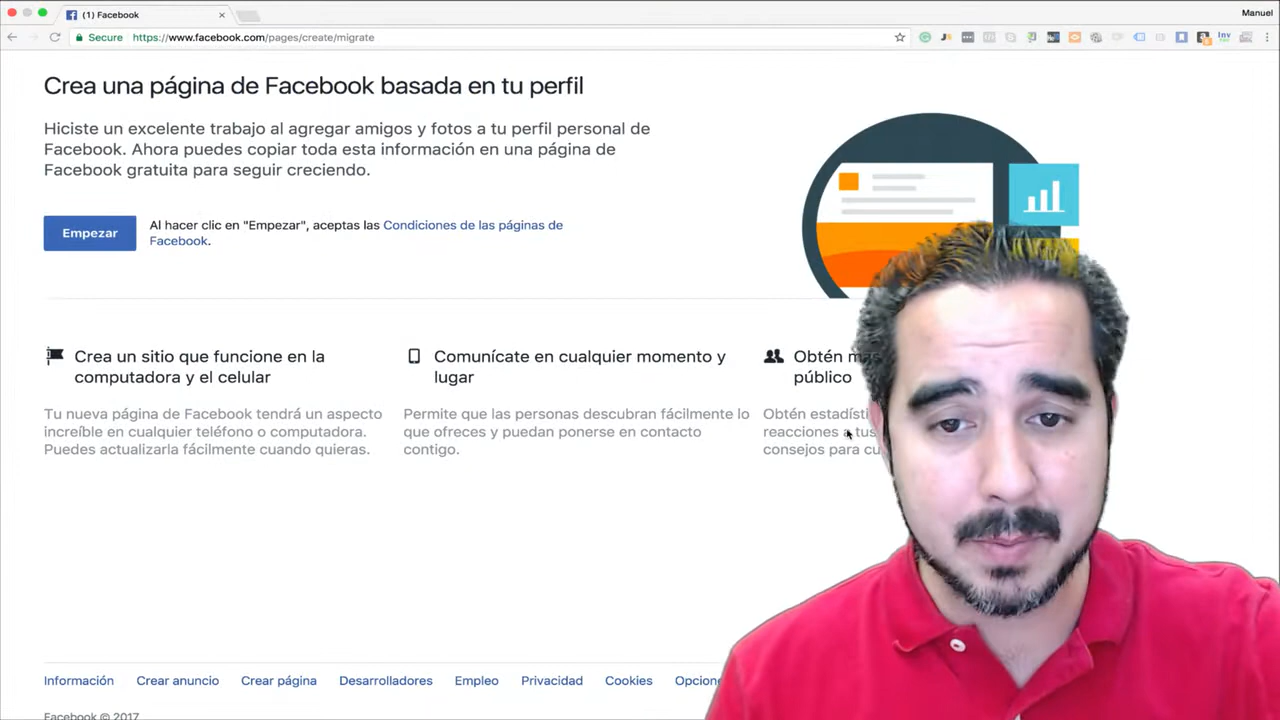 (1) Facebook
Manuel
Secure https://www.facebook.com/pages/create/migrate
Inv
Crea una página de Facebook basada en tu perfil
Hiciste un excelente trabajo al agregar amigos y fotos a tu perfil personal de
Facebook. Ahora puedes copiar toda esta información en una página de
Facebook gratuita para seguir creciendo.
Empezar
Al hacer clic en "Empezar", aceptas las Condiciones de las páginas de
Facebook.
Crea un sitio que funcione en la
computadora y el celular
Tu nueva página de Facebook tendrá un aspecto
increíble en cualquier teléfono o computadora.
Puedes actualizarla fácilmente cuando quieras.
Comunícate en cualquier momento y
lugar
Permite que las personas descubran fácilmente lo
que ofreces y puedan ponerse en contacto
contigo.
Obtén
público
Obtén
reacciones a tus
consejos para
Información Crear anuncio Crear página Desarrolladores Empleo Privacidad Cookies
Facebook © 2017